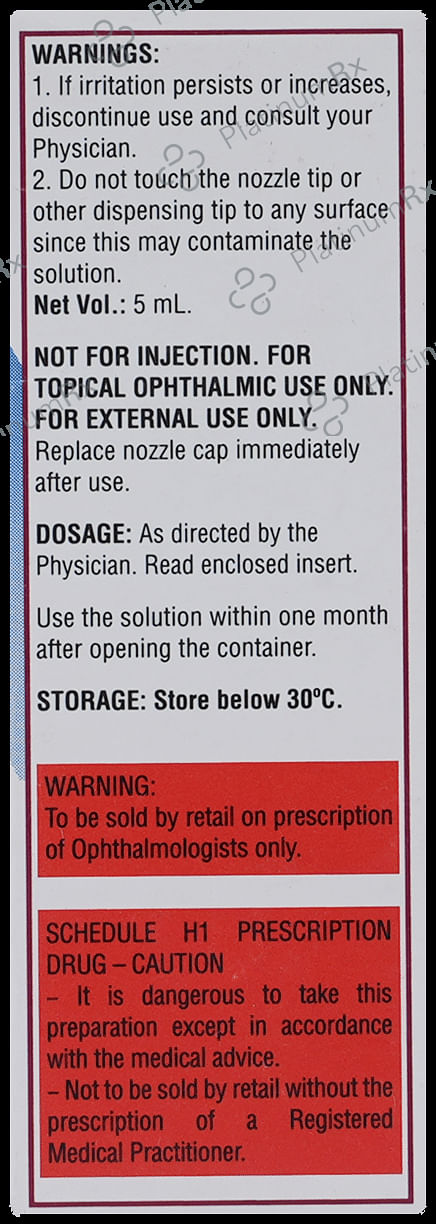 WARNINGS:
1. If irritation persists or increases,
discontinue use and consult your
Physician.
2. Do not touch the nozzle tip or
other dispensing tip to any surface
since this may contaminate the
solution.
Net Vol.: 5 mL.
NOT FOR INJECTION. FOR
TOPICAL OPHTHALMIC USE ONLY.
FOR EXTERNAL USE ONLY.
Replace nozzle cap immediately
after use.
DOSAGE: As directed by the
Physician. Read enclosed insert.
Use the solution within one month
after opening the container.
STORAGE: Store below 30ºC.
WARNING:
To be sold by retail on prescription
of Ophthalmologists only.
SCHEDULE H1 PRESCRIPTION
DRUG – CAUTION
– It is dangerous to take this
preparation except in accordance
with the medical advice.
– Not to be sold by retail without the
prescription of a Registered
Medical Practitioner.
PlatinumRx
PlatinumRx
PlatinumRx